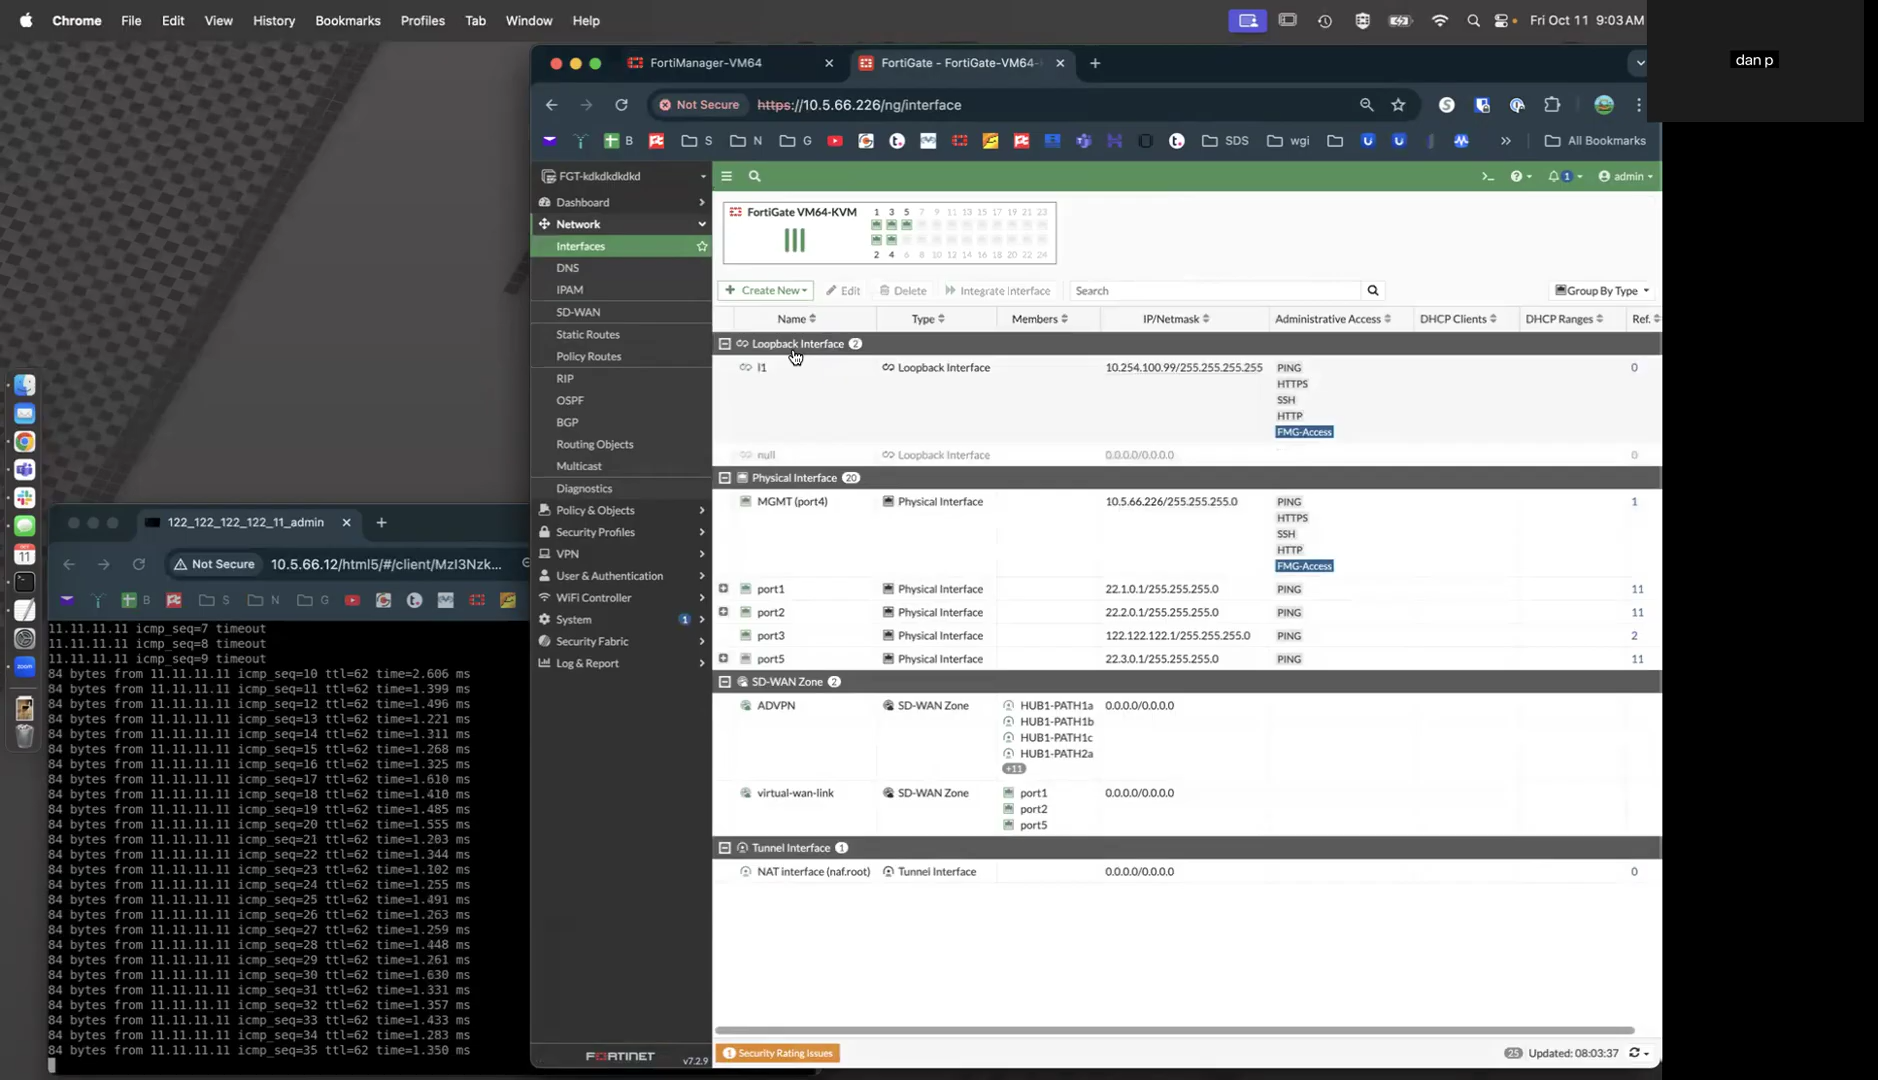 Chrome File Edit View History Bookmarks Profiles Tab Window Help
Fri Oct 11 9:03 AM
dan p
FortiManager-VM64
FortiGate - FortiGate-VM64-
Not Secure https://10.5.66.226/ng/interface
B S N G SDS wgi » All Bookmarks
FGT-kdkdkdkdkd
Dashboard
Network
Interfaces
DNS
IPAM
SD-WAN
Static Routes
Policy Routes
RIP
OSPF
BGP
Routing Objects
Multicast
Diagnostics
Policy & Objects
Security Profiles
VPN
User & Authentication
WiFi Controller
System 1
Security Fabric
Log & Report
FORTINET v7.2.9
>_ 1 admin
FortiGate VM64-KVM
1 3 5 7 9 11 13 15 17 19 21 23
2 4 6 8 10 12 14 16 18 20 22 24
+ Create New Edit Delete Integrate Interface Search Group By Type
Name Type Members IP/Netmask Administrative Access DHCP Clients DHCP Ranges Ref.
Loopback Interface 2
l1 Loopback Interface 10.254.100.99/255.255.255.255 PING 0
HTTPS
SSH
HTTP
FMG-Access
null Loopback Interface 0.0.0.0/0.0.0.0 0
Physical Interface 20
MGMT (port4) Physical Interface 10.5.66.226/255.255.255.0 PING 1
HTTPS
SSH
HTTP
FMG-Access
port1 Physical Interface 22.1.0.1/255.255.255.0 PING 11
port2 Physical Interface 22.2.0.1/255.255.255.0 PING 11
port3 Physical Interface 122.122.122.1/255.255.255.0 PING 2
port5 Physical Interface 22.3.0.1/255.255.255.0 PING 11
SD-WAN Zone 2
ADVPN SD-WAN Zone HUB1-PATH1a 0.0.0.0/0.0.0.0
HUB1-PATH1b
HUB1-PATH1c
HUB1-PATH2a
+11
virtual-wan-link SD-WAN Zone port1 0.0.0.0/0.0.0.0
port2
port5
Tunnel Interface 1
NAT interface (naf.root) Tunnel Interface 0.0.0.0/0.0.0.0 0
1 Security Rating Issues
25 Updated: 08:03:37
122_122_122_122_11_admin
Not Secure 10.5.66.12/html5/#/client/MzI3Nzk...
B S N G
11.11.11.11 icmp_seq=7 timeout
11.11.11.11 icmp_seq=8 timeout
11.11.11.11 icmp_seq=9 timeout
84 bytes from 11.11.11.11 icmp_seq=10 ttl=62 time=2.606 ms
84 bytes from 11.11.11.11 icmp_seq=11 ttl=62 time=1.399 ms
84 bytes from 11.11.11.11 icmp_seq=12 ttl=62 time=1.496 ms
84 bytes from 11.11.11.11 icmp_seq=13 ttl=62 time=1.221 ms
84 bytes from 11.11.11.11 icmp_seq=14 ttl=62 time=1.311 ms
84 bytes from 11.11.11.11 icmp_seq=15 ttl=62 time=1.268 ms
84 bytes from 11.11.11.11 icmp_seq=16 ttl=62 time=1.325 ms
84 bytes from 11.11.11.11 icmp_seq=17 ttl=62 time=1.610 ms
84 bytes from 11.11.11.11 icmp_seq=18 ttl=62 time=1.410 ms
84 bytes from 11.11.11.11 icmp_seq=19 ttl=62 time=1.485 ms
84 bytes from 11.11.11.11 icmp_seq=20 ttl=62 time=1.555 ms
84 bytes from 11.11.11.11 icmp_seq=21 ttl=62 time=1.203 ms
84 bytes from 11.11.11.11 icmp_seq=22 ttl=62 time=1.344 ms
84 bytes from 11.11.11.11 icmp_seq=23 ttl=62 time=1.102 ms
84 bytes from 11.11.11.11 icmp_seq=24 ttl=62 time=1.255 ms
84 bytes from 11.11.11.11 icmp_seq=25 ttl=62 time=1.491 ms
84 bytes from 11.11.11.11 icmp_seq=26 ttl=62 time=1.263 ms
84 bytes from 11.11.11.11 icmp_seq=27 ttl=62 time=1.259 ms
84 bytes from 11.11.11.11 icmp_seq=28 ttl=62 time=1.448 ms
84 bytes from 11.11.11.11 icmp_seq=29 ttl=62 time=1.261 ms
84 bytes from 11.11.11.11 icmp_seq=30 ttl=62 time=1.630 ms
84 bytes from 11.11.11.11 icmp_seq=31 ttl=62 time=1.331 ms
84 bytes from 11.11.11.11 icmp_seq=32 ttl=62 time=1.357 ms
84 bytes from 11.11.11.11 icmp_seq=33 ttl=62 time=1.433 ms
84 bytes from 11.11.11.11 icmp_seq=34 ttl=62 time=1.283 ms
84 bytes from 11.11.11.11 icmp_seq=35 ttl=62 time=1.350 ms